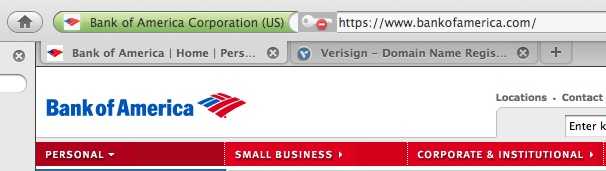 Bank of America Corporation (US) https://www.bankofamerica.com/
Bank of America | Home | Pers... Verisign – Domain Name Regis...
Locations · Contact
Bank of America
Enter k
PERSONAL SMALL BUSINESS CORPORATE & INSTITUTIONAL